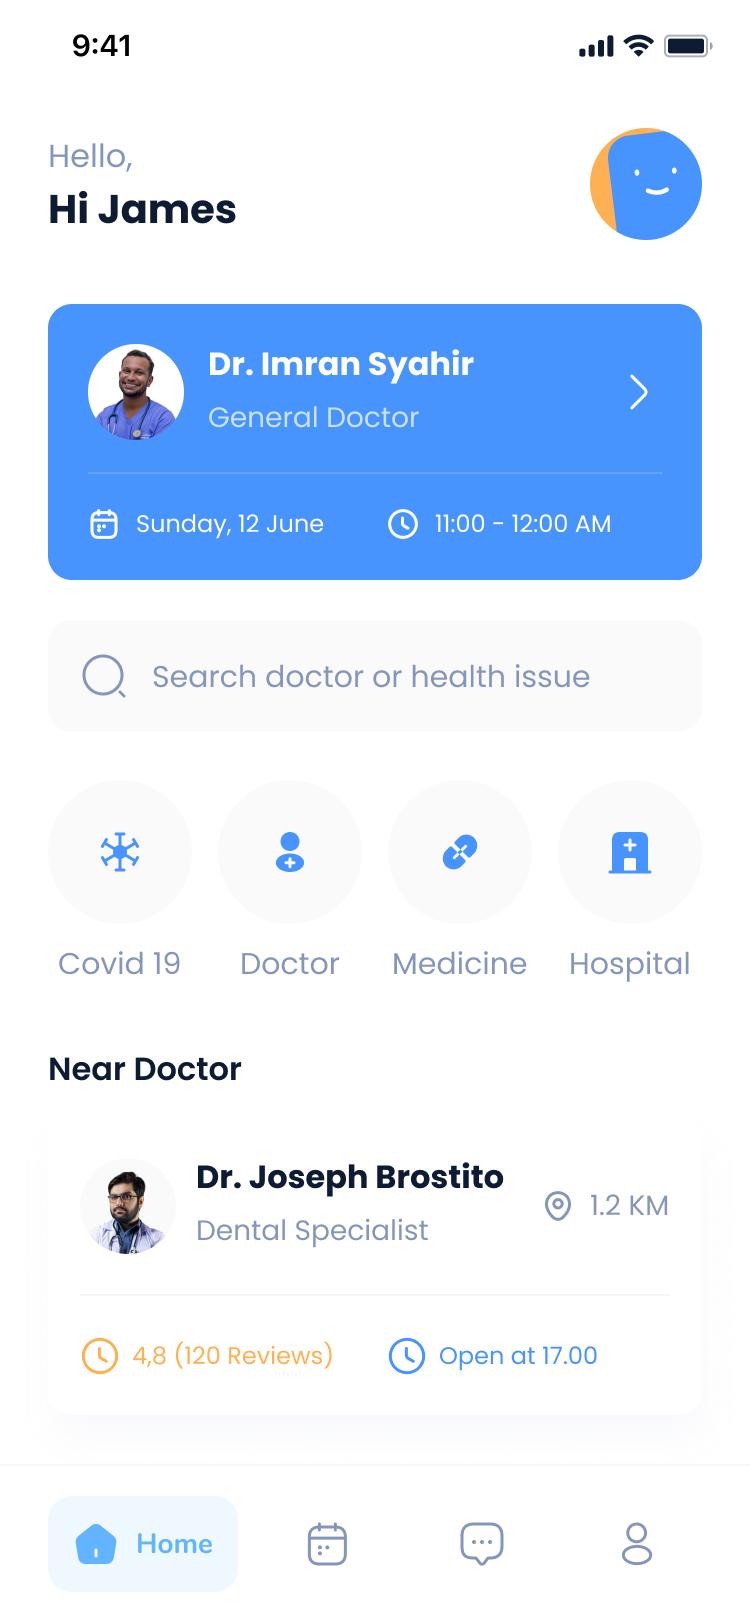 9:41
Hello,
Hi James
Dr. Imran Syahir
General Doctor
Sunday, 12 June
11:00 - 12:00 AM
Search doctor or health issue
Covid 19
Doctor
Medicine
Hospital
Near Doctor
Dr. Joseph Brostito
Dental Specialist
1.2 KM
4,8 (120 Reviews)
Open at 17.00
Home